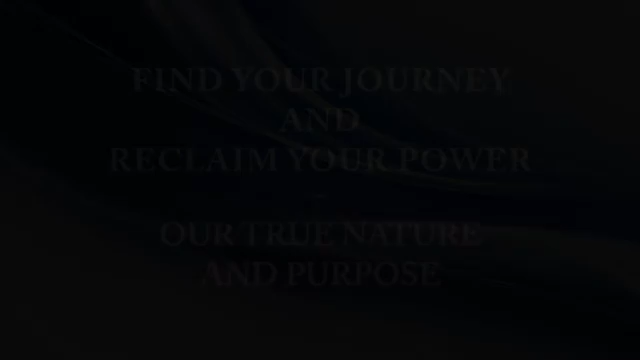 FIND YOUR JOURNEY
AND
RECLAIM YOUR POWER
OUR TRUE NATURE
AND PURPOSE